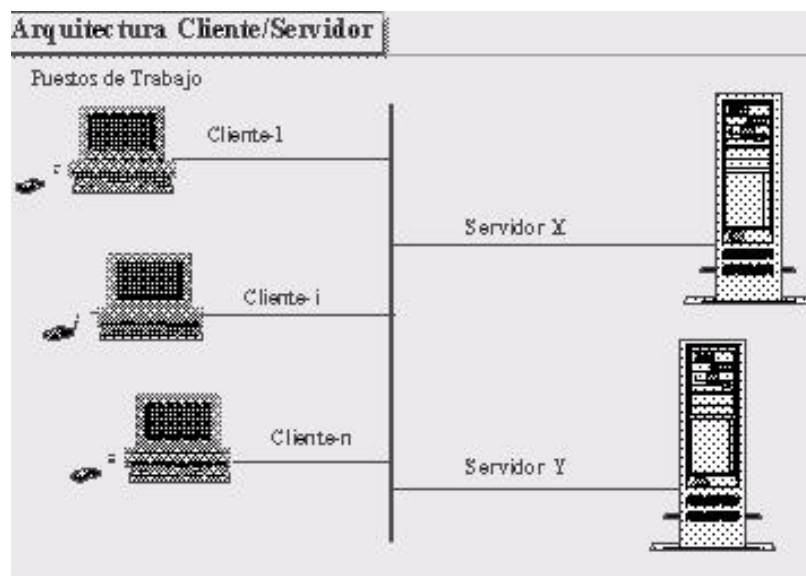 Arquitectura Cliente/Servidor
Puestos de Trabajo
Cliente-1
Servidor X
Cliente-i
Cliente-n
Servidor Y